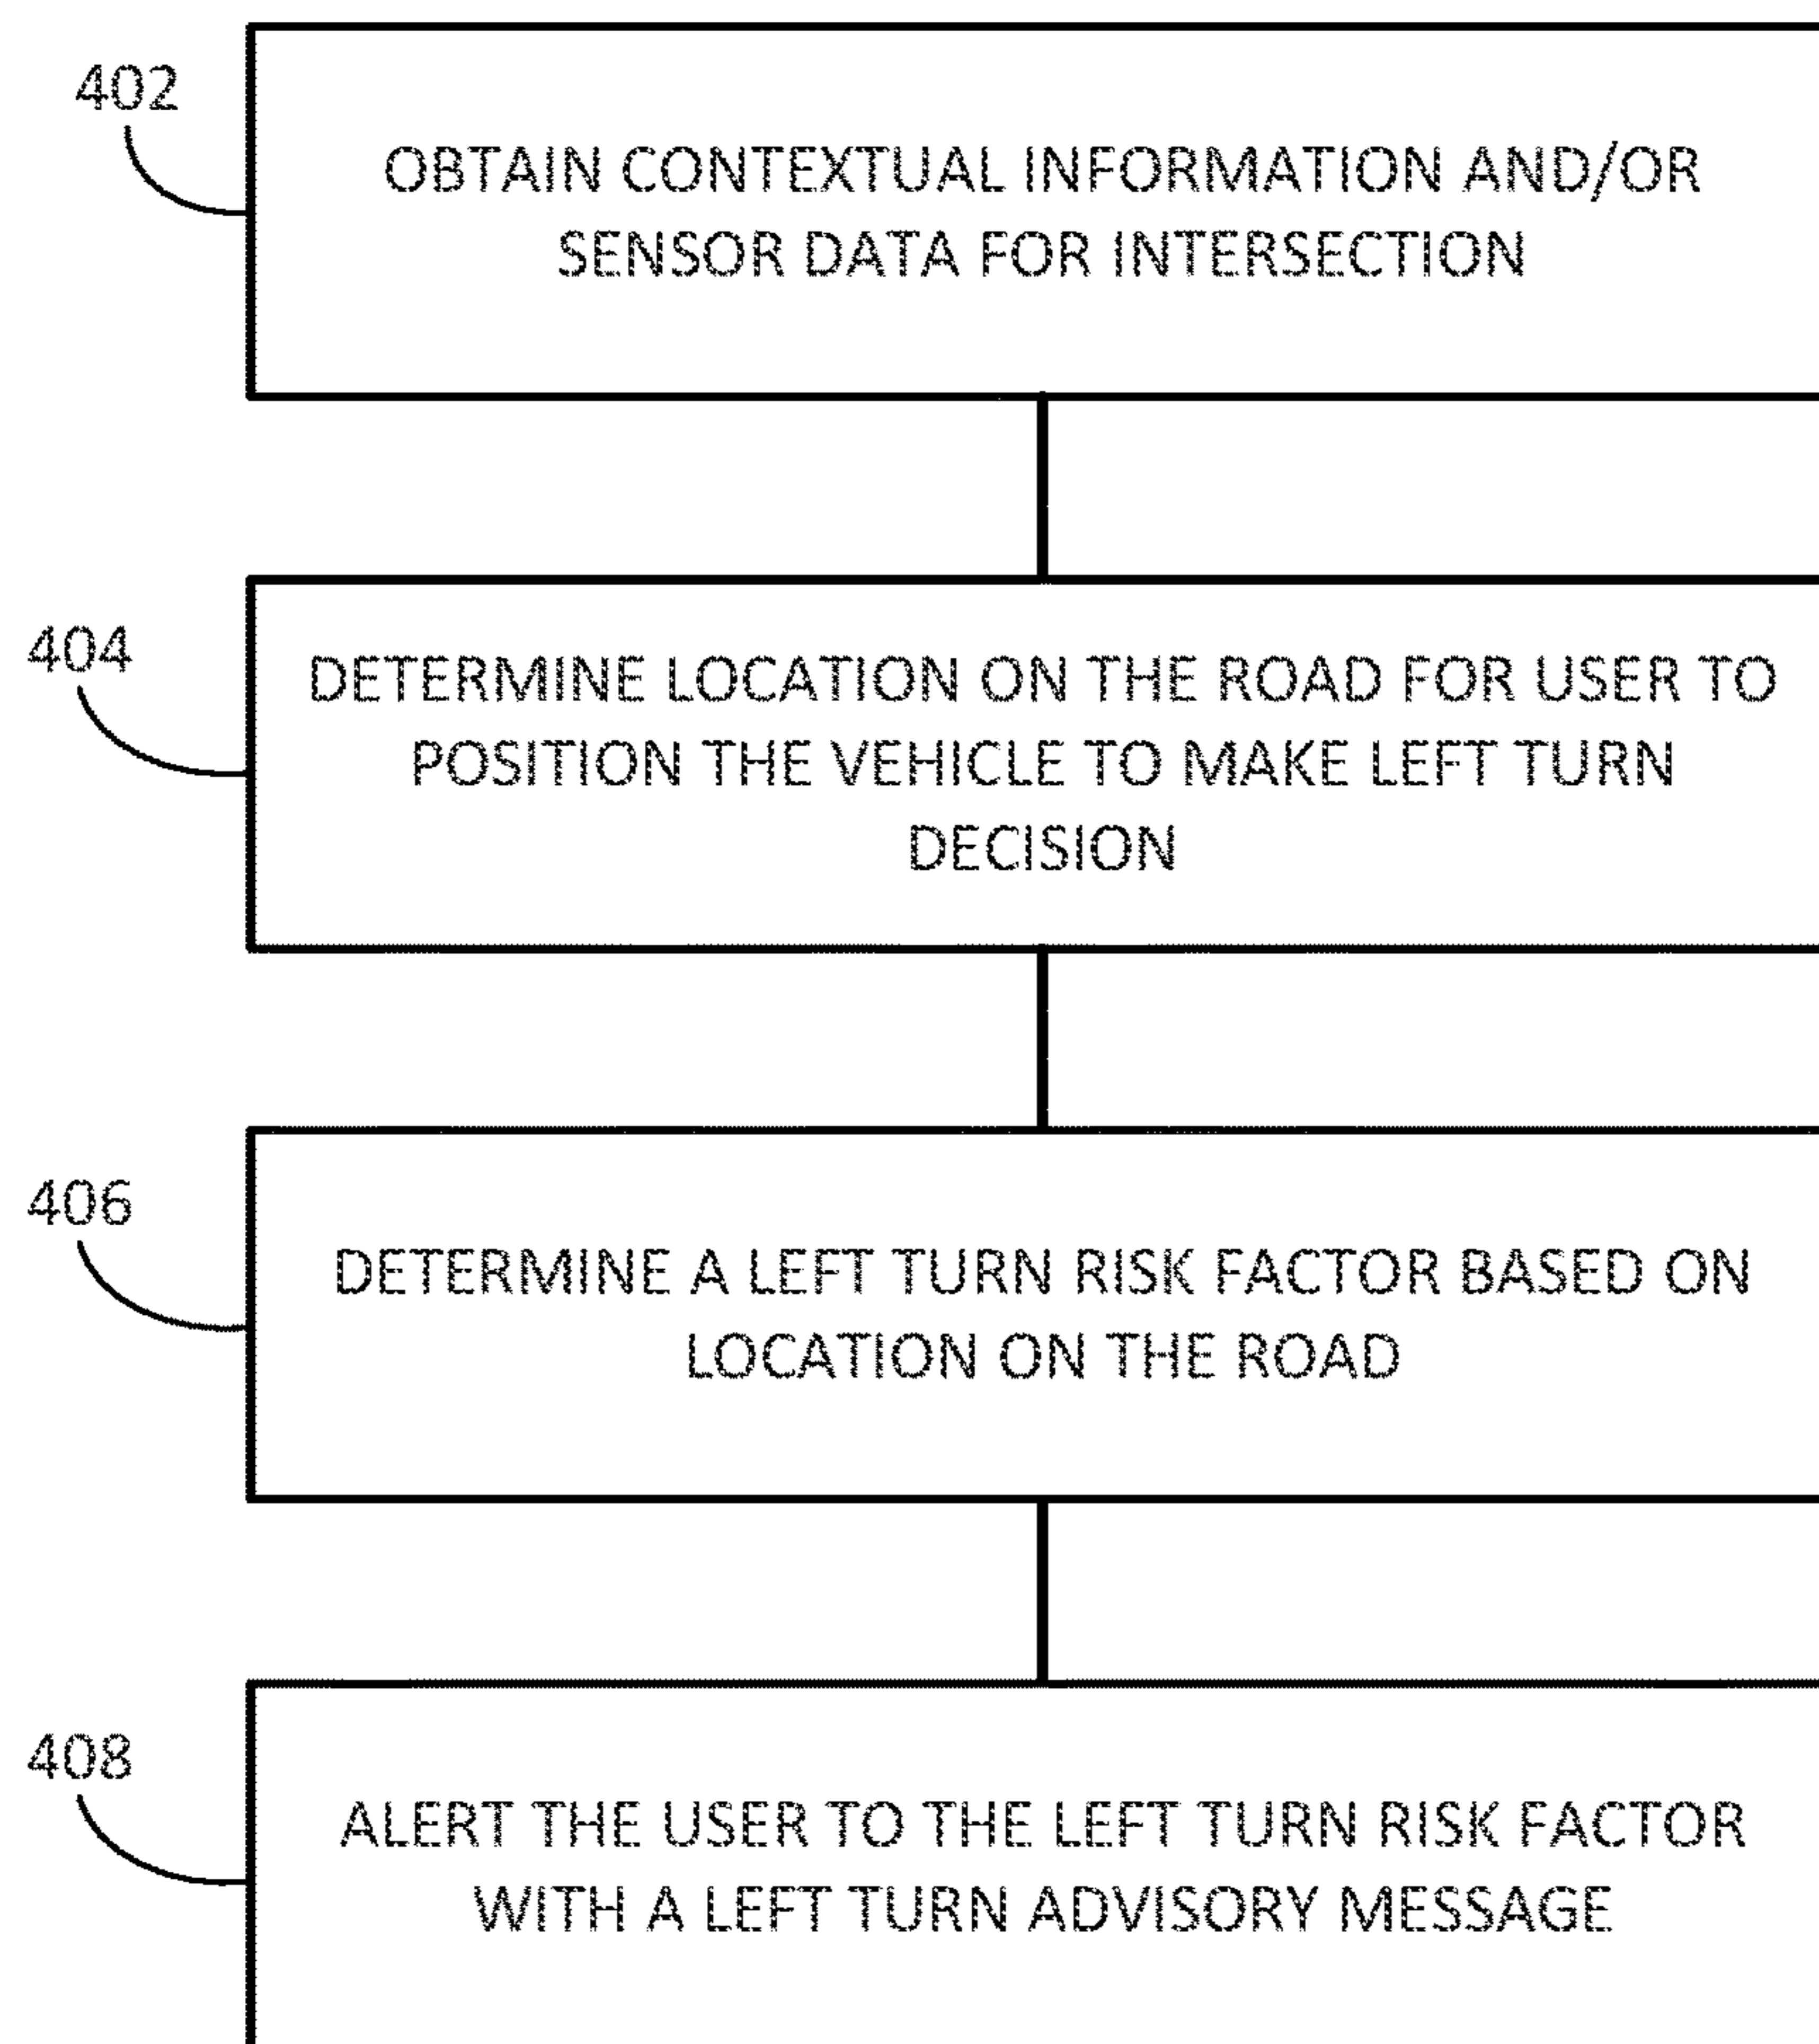 402
OBTAIN CONTEXTUAL INFORMATION AND/OR
SENSOR DATA FOR INTERSECTION
404
DETERMINE LOCATION ON THE ROAD FOR USER TO
POSITION THE VEHICLE TO MAKE LEFT TURN
DECISION
406
DETERMINE A LEFT TURN RISK FACTOR BASED ON
LOCATION ON THE ROAD
408
ALERT THE USER TO THE LEFT TURN RISK FACTOR
WITH A LEFT TURN ADVISORY MESSAGE